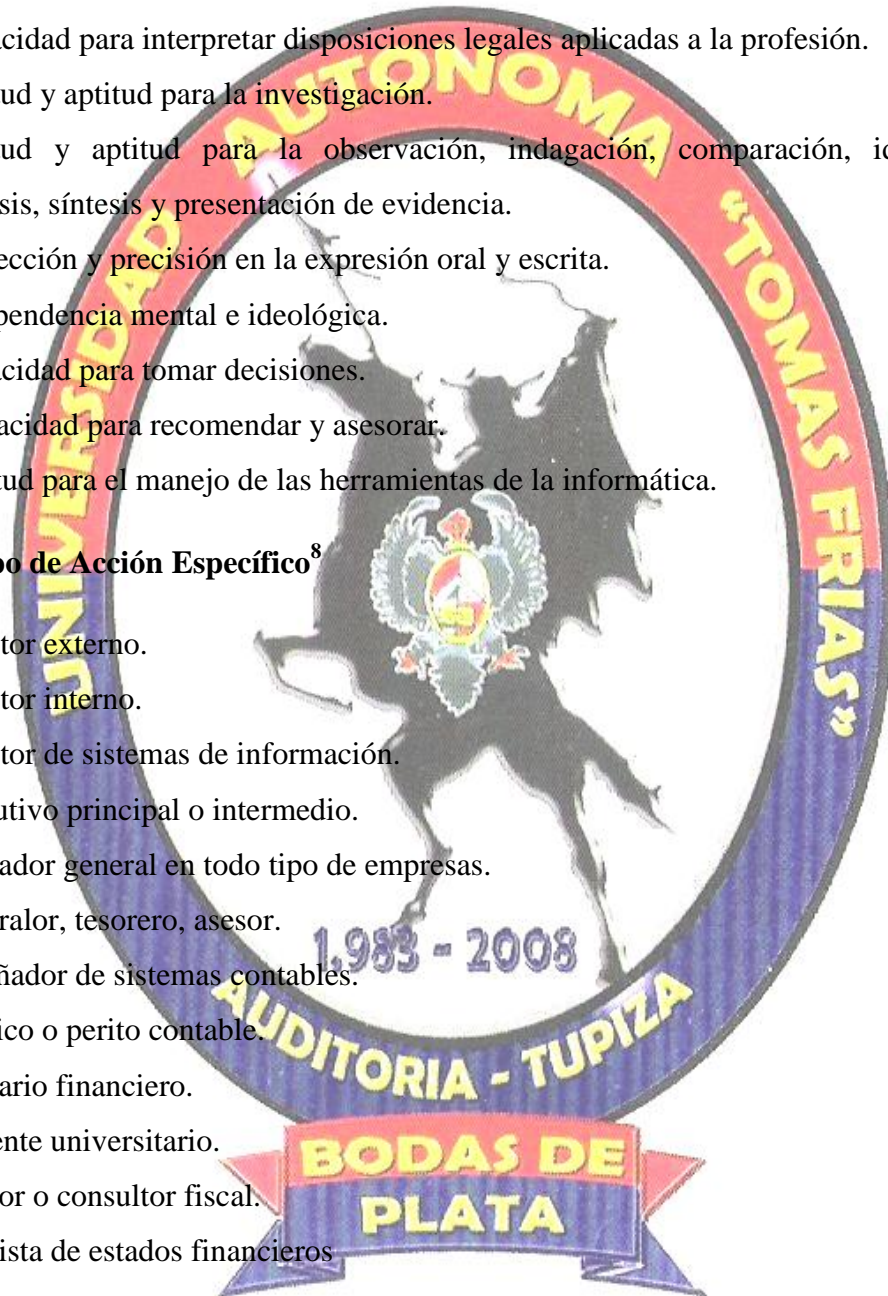 acidad para interpretar disposiciones legales aplicadas a la profesión.
ud y aptitud para la investigación.
ud y aptitud para la observación, indagación, comparación, id
sis, síntesis y presentación de evidencia.
ección y precisión en la expresión oral y escrita.
pendencia mental e ideológica.
acidad para tomar decisiones.
acidad para recomendar y asesorar.
tud para el manejo de las herramientas de la informática.
po de Acción Específico8
tor externo.
tor interno.
tor de sistemas de información.
utivo principal o intermedio.
ador general en todo tipo de empresas.
ralor, tesorero, asesor.
ñador de sistemas contables.
ico o perito contable.
ario financiero.
ente universitario.
or o consultor fiscal.
ista de estados financieros
UNIVERSIDAD AUTONOMA "TOMAS FRIAS"
1.983 - 2008
AUDITORIA - TUPIZA
BODAS DE
PLATA